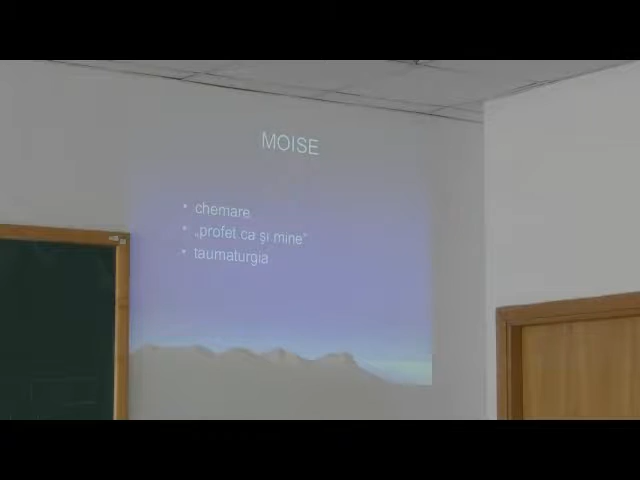 MOISE
• chemare
• „profet ca și mine”
• taumaturgia